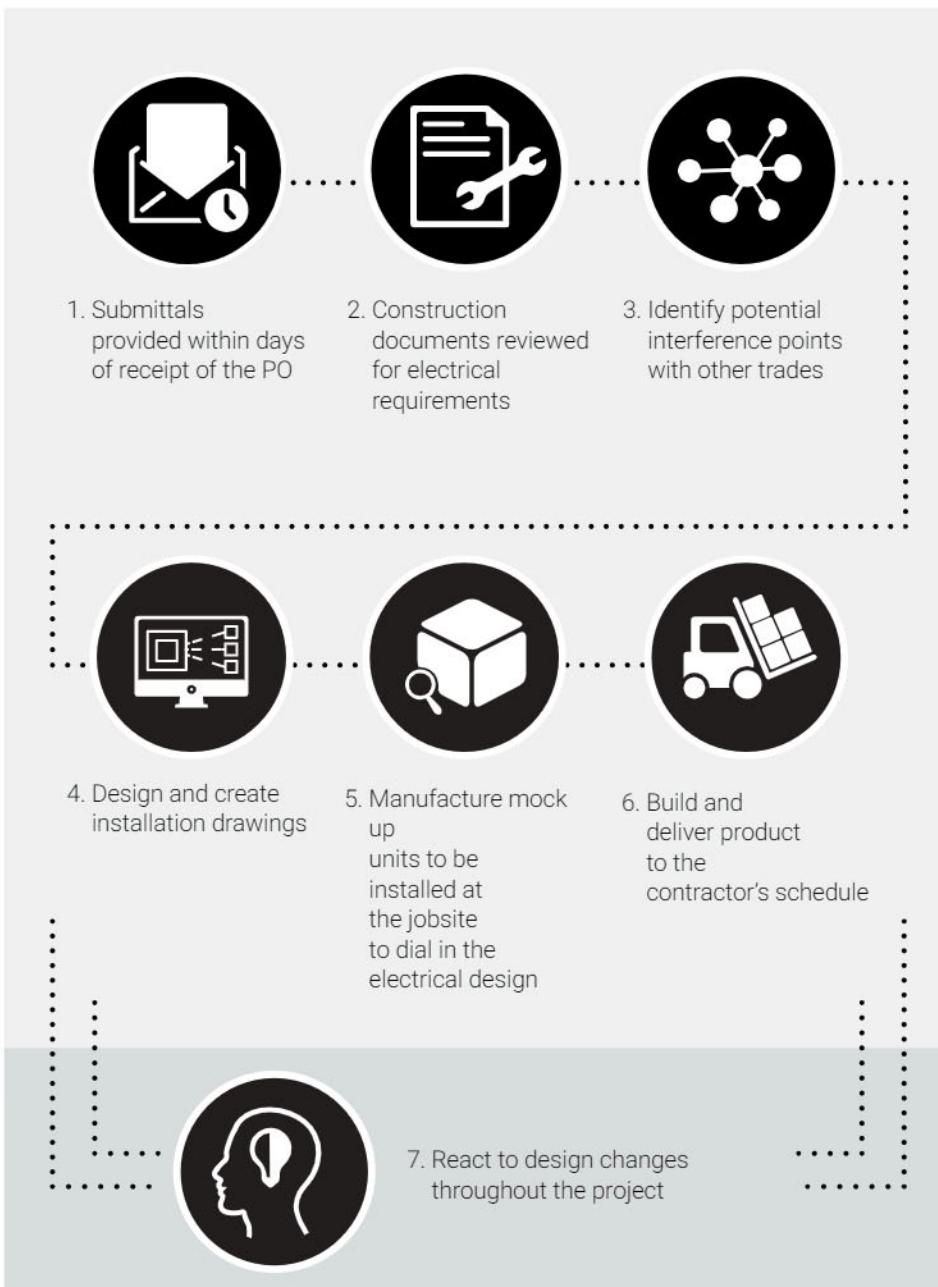 1. Submittals
provided within days
of receipt of the PO
2. Construction
documents reviewed
for electrical
requirements
3. Identify potential
interference points
with other trades
4. Design and create
installation drawings
5. Manufacture mock
up
units to be
installed at
the jobsite
to dial in the
electrical design
6. Build and
deliver product
to the
contractor's schedule
7. React to design changes
throughout the project